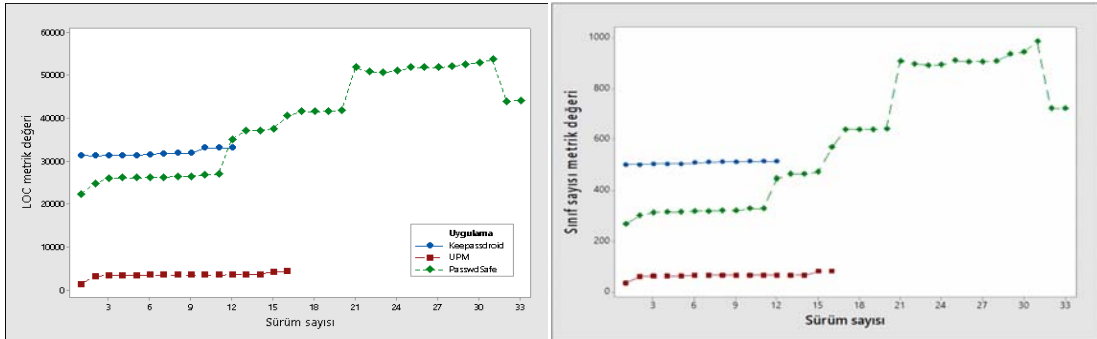 60000
50000
40000
30000
20000
10000
0
LOC metrik değeri
3 6 9 12 15 18 21 24 27 30 33
Sürüm sayısı
Uygulama
Keepassdroid
UPM
PasswdSafe
1000
800
600
400
200
0
Sınıf sayısı metrik değeri
3 6 9 12 15 18 21 24 27 30 33
Sürüm sayısı